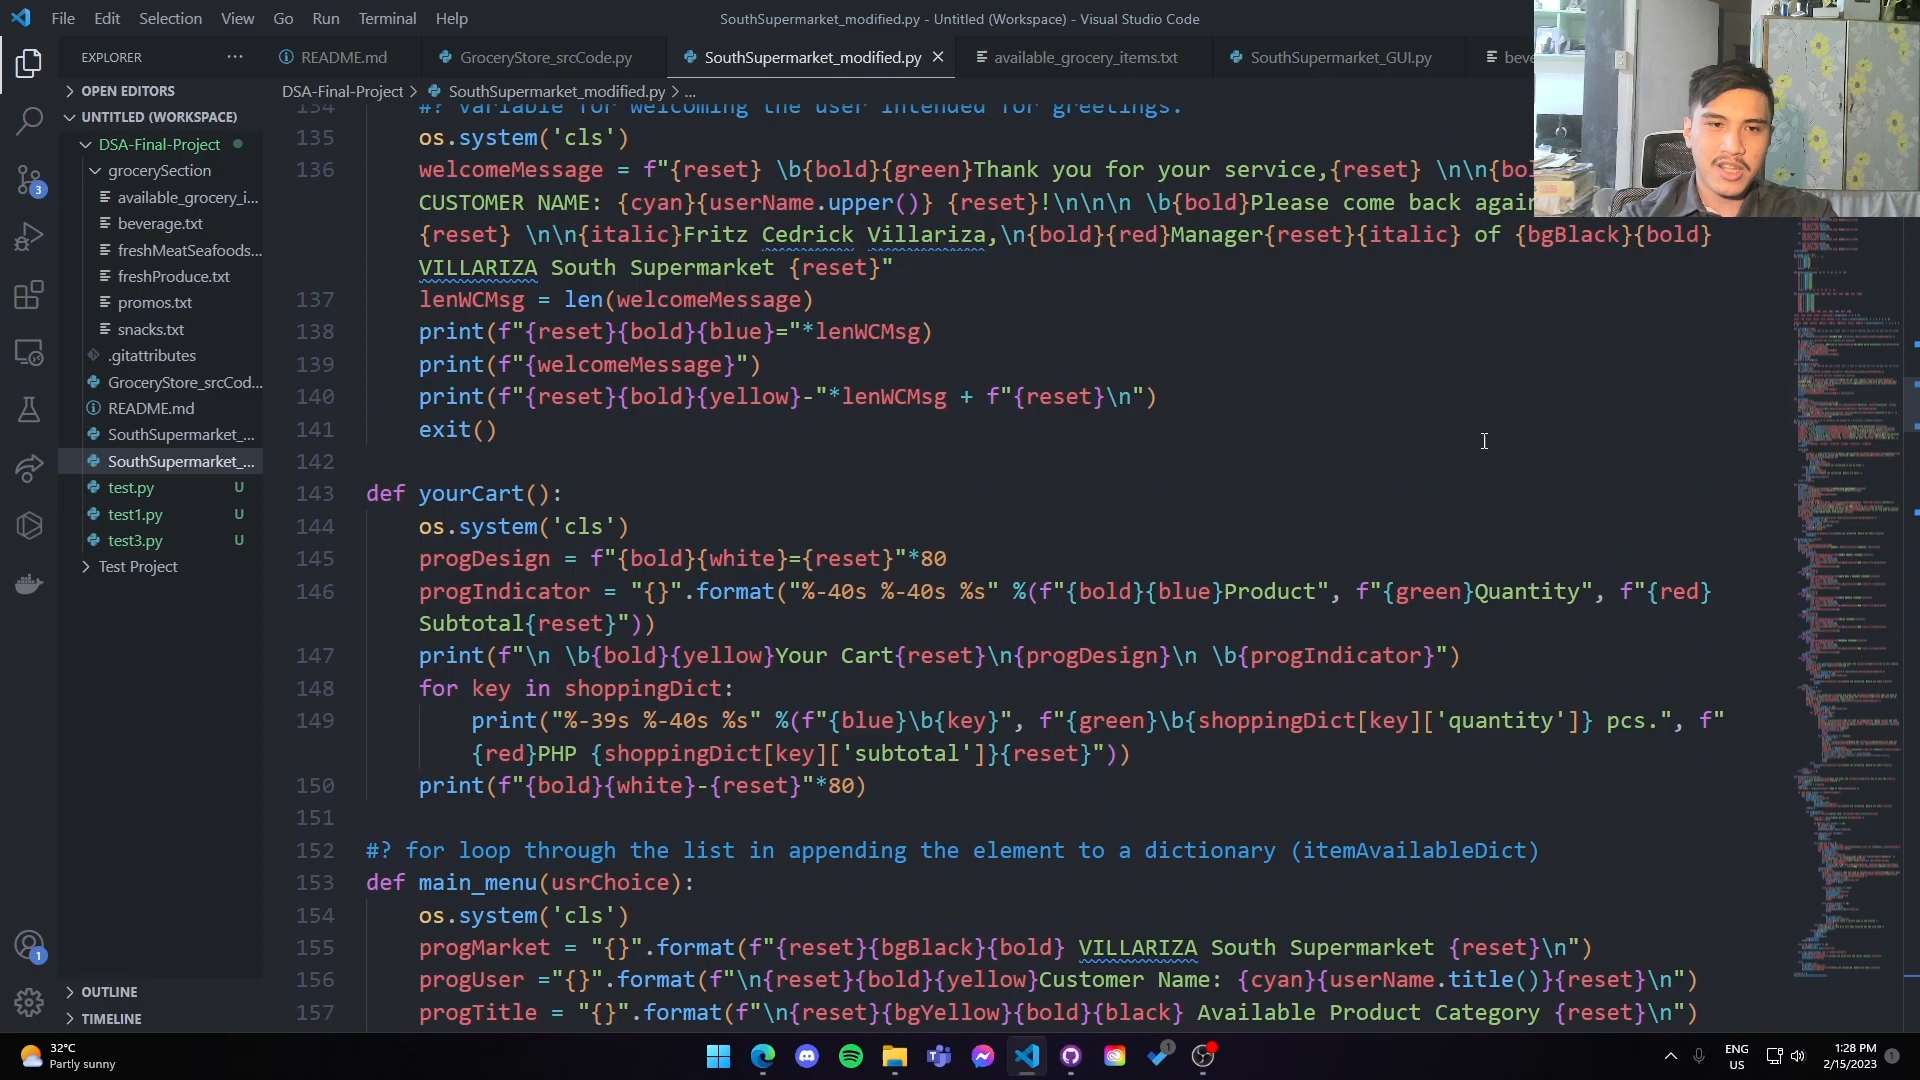 File Edit Selection View Go Run Terminal Help
SouthSupermarket_modified.py - Untitled (Workspace) - Visual Studio Code
EXPLORER ...
README.md
GroceryStore_srcCode.py
SouthSupermarket_modified.py
available_grocery_items.txt
SouthSupermarket_GUI.py
beve
OPEN EDITORS
UNTITLED (WORKSPACE)
DSA-Final-Project
grocerySection
available_grocery_i...
beverage.txt
freshMeatSeafoods...
freshProduce.txt
promos.txt
snacks.txt
.gitattributes
GroceryStore_srcCod...
README.md
SouthSupermarket_...
SouthSupermarket_...
test.py U
test1.py U
test3.py U
Test Project
OUTLINE
TIMELINE
3
1
DSA-Final-Project > SouthSupermarket_modified.py > ...
134 #? variable for welcoming the user intended for greetings.
135 os.system('cls')
136 welcomeMessage = f"{reset} \b{bold}{green}Thank you for your service,{reset} \n\n{bol
CUSTOMER NAME: {cyan}{userName.upper()} {reset}!\n\n\n \b{bold}Please come back again
{reset} \n\n{italic}Fritz Cedrick Villariza,\n{bold}{red}Manager{reset}{italic} of {bgBlack}{bold}
VILLARIZA South Supermarket {reset}"
137 lenWCMsg = len(welcomeMessage)
138 print(f"{reset}{bold}{blue}="*lenWCMsg)
139 print(f"{welcomeMessage}")
140 print(f"{reset}{bold}{yellow}-"*lenWCMsg + f"{reset}\n")
141 exit()
142
143 def yourCart():
144 os.system('cls')
145 progDesign = f"{bold}{white}={reset}"*80
146 progIndicator = "{}".format("%-40s %-40s %s" %(f"{bold}{blue}Product", f"{green}Quantity", f"{red}
Subtotal{reset}"))
147 print(f"\n \b{bold}{yellow}Your Cart{reset}\n{progDesign}\n \b{progIndicator}")
148 for key in shoppingDict:
149 print("%-39s %-40s %s" %(f"{blue}\b{key}", f"{green}\b{shoppingDict[key]['quantity']} pcs.", f"
{red}PHP {shoppingDict[key]['subtotal']}{reset}"))
150 print(f"{bold}{white}-{reset}"*80)
151
152 #? for loop through the list in appending the element to a dictionary (itemAvailableDict)
153 def main_menu(usrChoice):
154 os.system('cls')
155 progMarket = "{}".format(f"{reset}{bgBlack}{bold} VILLARIZA South Supermarket {reset}\n")
156 progUser ="{}".format(f"\n{reset}{bold}{yellow}Customer Name: {cyan}{userName.title()}{reset}\n")
157 progTitle = "{}".format(f"\n{reset}{bgYellow}{bold}{black} Available Product Category {reset}\n")
32°C
Partly sunny
1
ENG
US
1:28 PM
2/15/2023
1